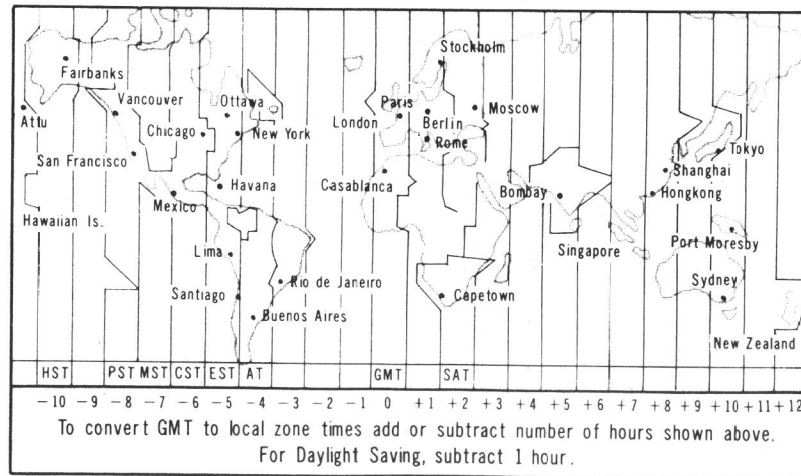 Stockholm
Fairbanks
Attu
Vancouver
Ottawa
Paris
Moscow
Chicago
New York
London
Berlin
Rome
Tokyo
San Francisco
Shanghai
Casablanca
Havana
Bombay
Hongkong
Mexico
Hawaiian Is.
Lima
Singapore
Port Moresby
Rio de Janeiro
Santiago
Capetown
Sydney
Buenos Aires
New Zealand
HST PST MST CST EST AT GMT SAT
−10 −9 −8 −7 −6 −5 −4 −3 −2 −1 0 +1 +2 +3 +4 +5 +6 +7 +8 +9 +10 +11 +12
To convert GMT to local zone times add or subtract number of hours shown above.
For Daylight Saving, subtract 1 hour.